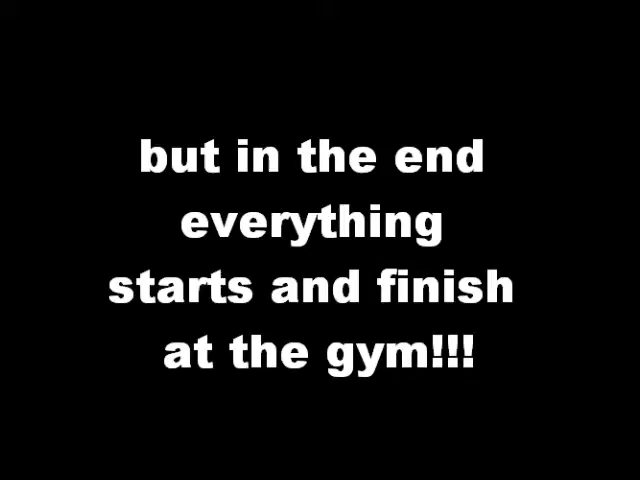 but in the end
everything
starts and finish
at the gym!!!